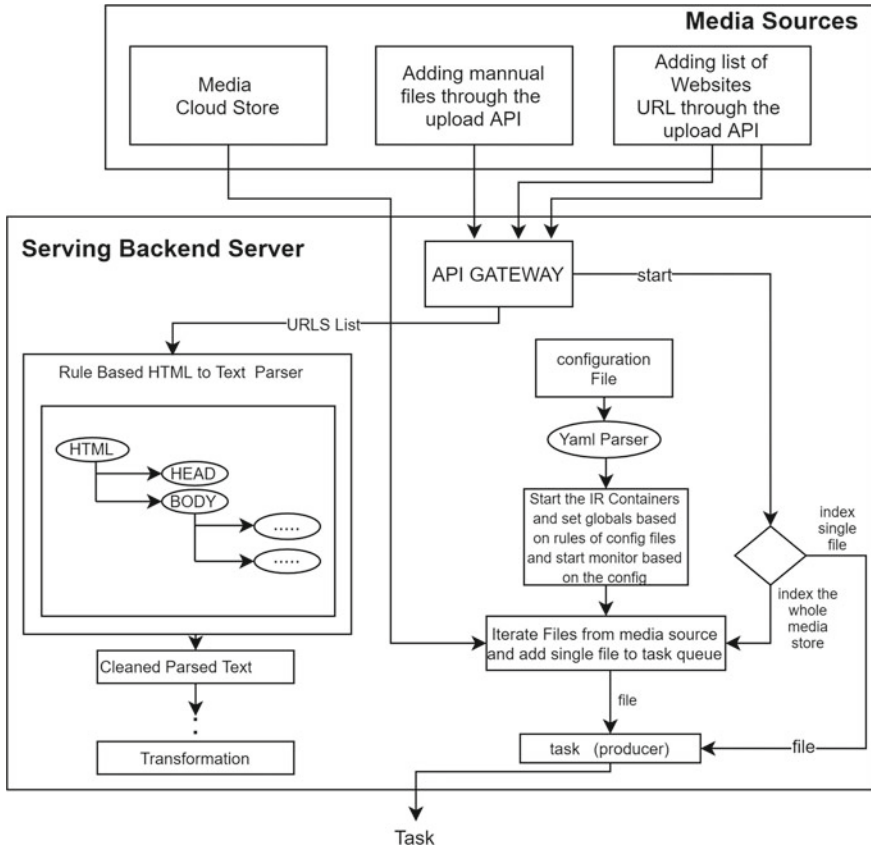 Media Sources
Media
Cloud Store
Adding mannual
files through the
upload API
Adding list of
Websites
URL through the
upload API
Serving Backend Server
API GATEWAY
start
URLS List
Rule Based HTML to Text Parser
HTML
HEAD
BODY
.....
.....
Cleaned Parsed Text
:
Transformation
configuration
File
Yaml Parser
Start the IR Containers
and set globals based
on rules of config files
and start monitor based
on the config
index
single
file
index the
whole
media
store
Iterate Files from media source
and add single file to task queue
file
task (producer)
file
Task